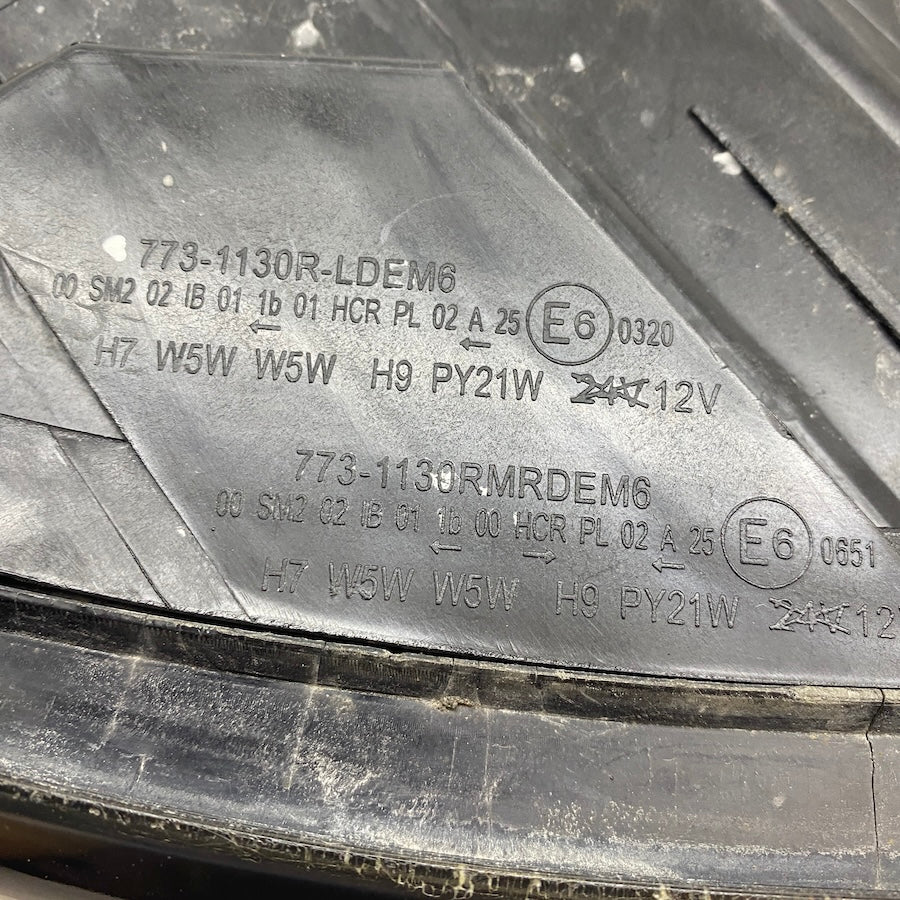 773-1130R-LDEM6
00 SM2 02 IB 01 1b 01 HCR PL 02 A 25 E6 0320
← ←
H7 W5W W5W H9 PY21W 24V 12V
773-1130RMRDEM6
00 SM2 02 IB 01 1b 00 HCR PL 02 A 25 E6 0651
← → ←
H7 W5W W5W H9 PY21W 24V 12V